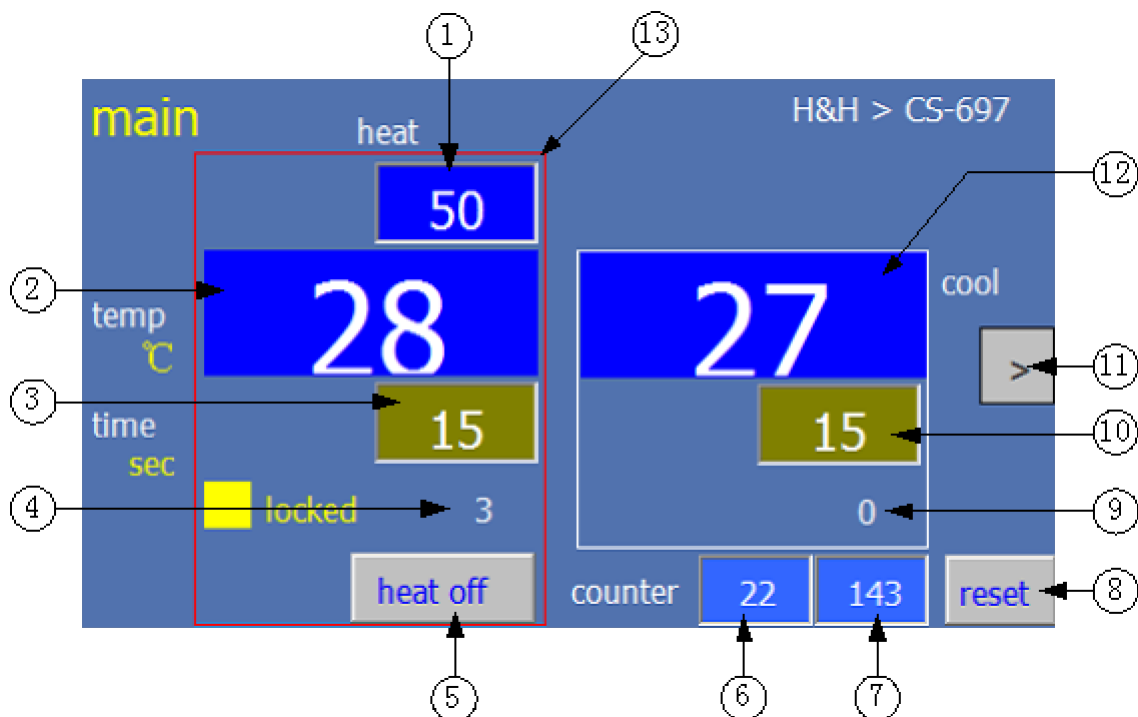 1 13
main H&H > CS-697
heat
50 12
2 28 27 cool
temp
℃
> 11
3 15 15 10
time
sec
4 locked 3 0 9
heat off counter 22 143 reset 8
5 6 7